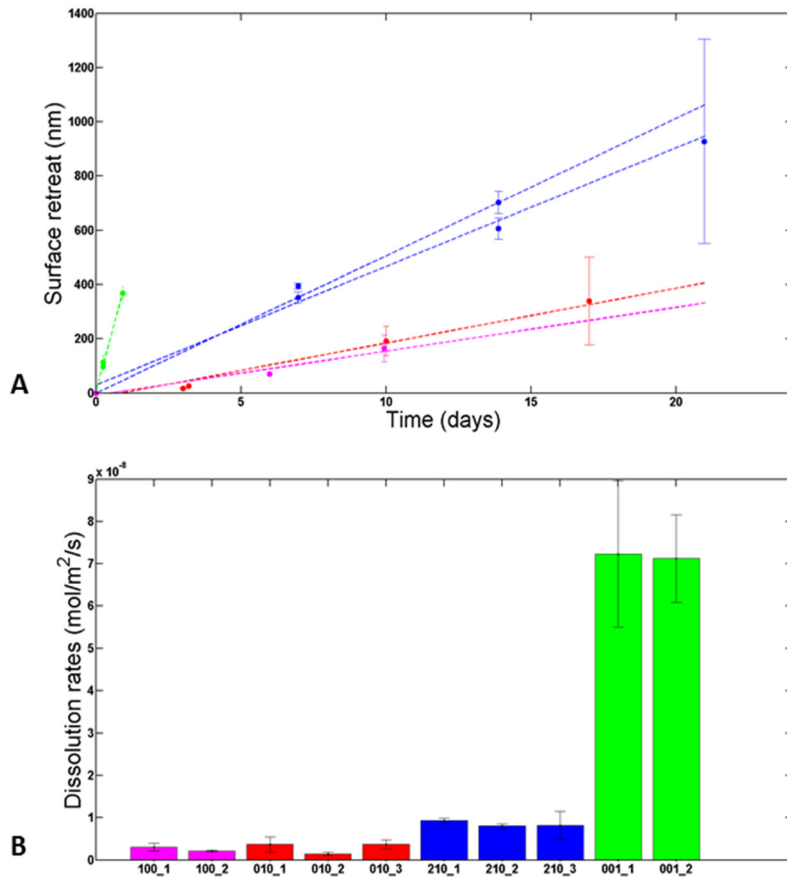 1400
1200
1000
800
600
400
200
0
Surface retreat (nm)
0 5 10 15 20
Time (days)
A
x 10⁻⁸
9
8
7
6
5
4
3
2
1
0
Dissolution rates (mol/m²/s)
100_1 100_2 010_1 010_2 010_3 210_1 210_2 210_3 001_1 001_2
B